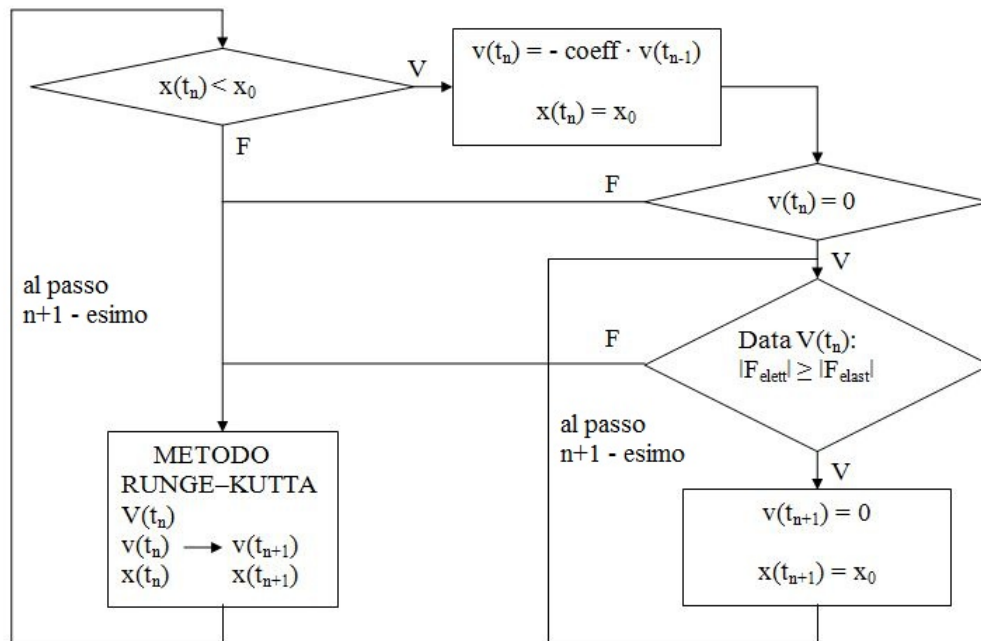 x(tₙ) < x₀
V
F
v(tₙ) = - coeff · v(tₙ₋₁)
x(tₙ) = x₀
F
v(tₙ) = 0
V
al passo
n+1 - esimo
F
Data V(tₙ):
|Fₑₗₑₜₜ| ≥ |Fₑₗₐₛₜ|
V
al passo
n+1 - esimo
METODO
RUNGE–KUTTA
V(tₙ)
v(tₙ) → v(tₙ₊₁)
x(tₙ) x(tₙ₊₁)
v(tₙ₊₁) = 0
x(tₙ₊₁) = x₀